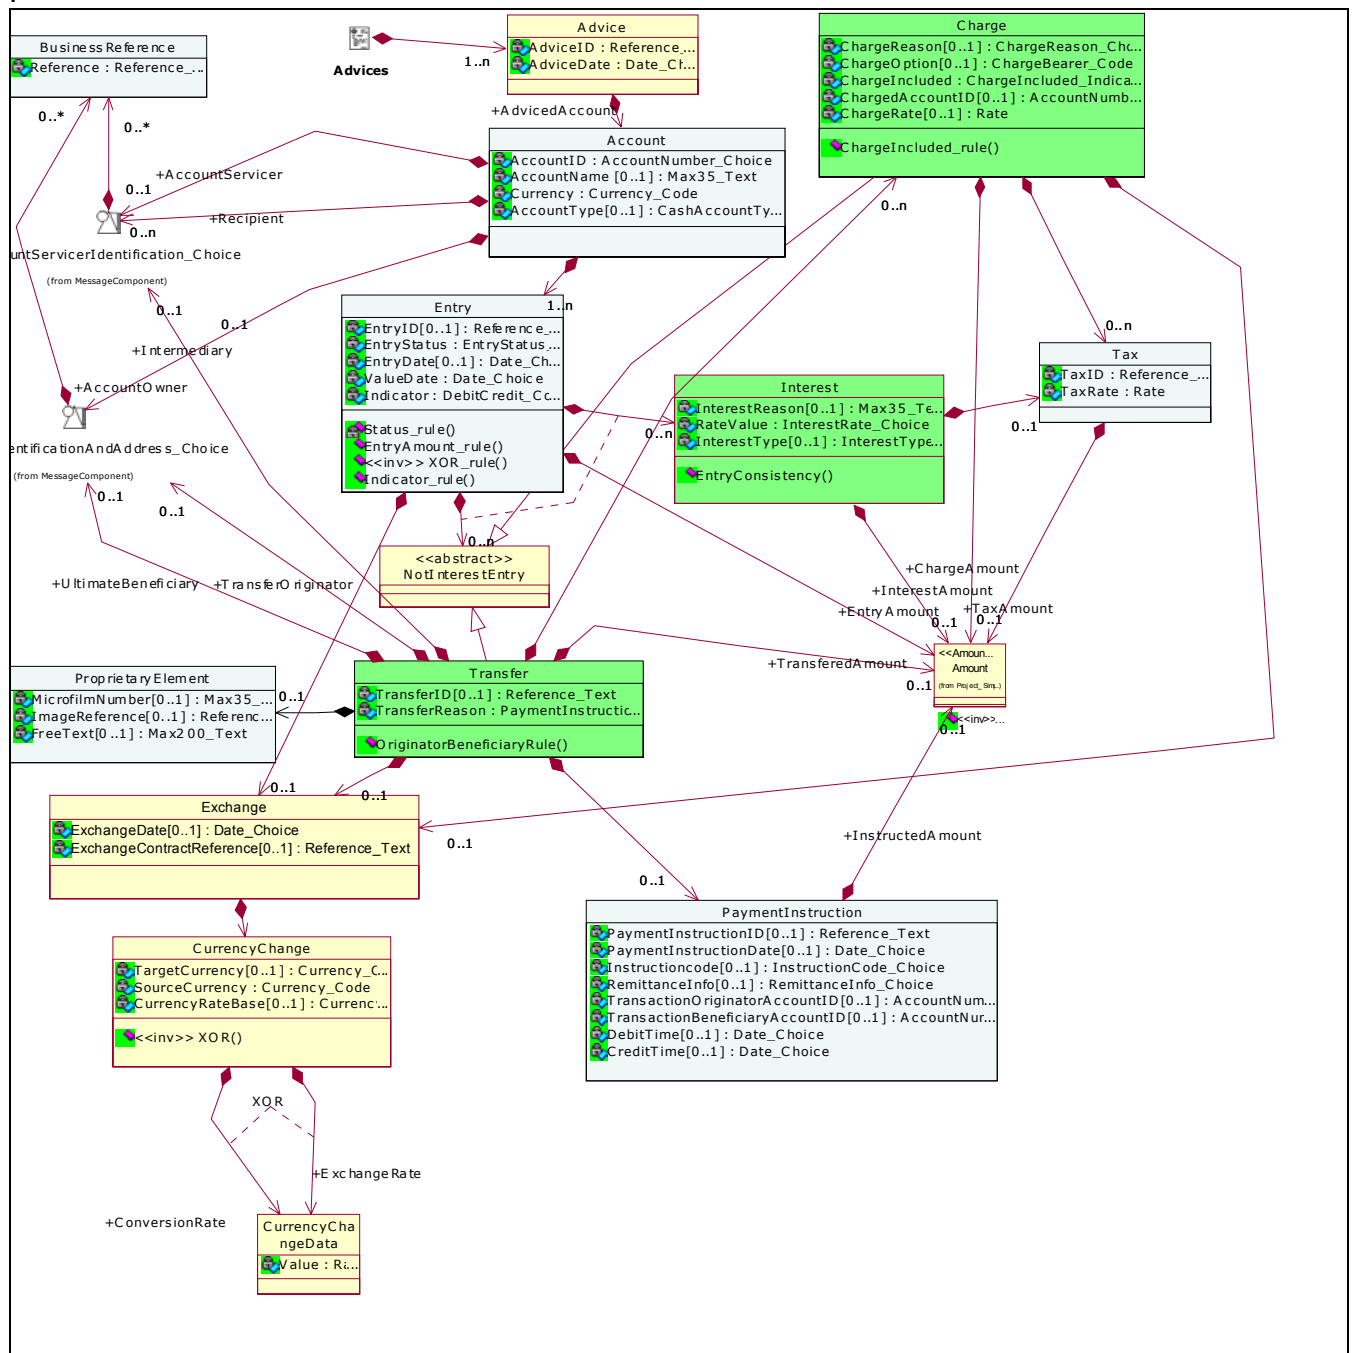 Advices
1..n
Advice
AdviceID : Reference_...
AdviceDate : Date_Ch...
+AdvicedAccount
BusinessReference
Reference : Reference_...
0..*
0..*
Charge
ChargeReason[0..1] : ChargeReason_Cho...
ChargeOption : ChargeBearer_Code
ChargeIncluded : ChargeIncluded_Indica...
ChargedAccountID[0..1] : AccountNumb...
ChargeRate[0..1] : Rate
ChargeIncluded_rule()
Account
AccountID : AccountNumber_Choice
AccountName [0..1] : Max35_Text
Currency : Currency_Code
AccountType[0..1] : CashAccountTy...
+AccountServicer
0..1
+Recipient
0..n
0..n
untServicerIdentification_Choice
(from MessageComponent)
0..1
0..1
+Intermediary
+AccountOwner
entificationAndAddress_Choice
(from MessageComponent)
0..1
0..1
1..n
Entry
EntryID[0..1] : Reference_...
EntryStatus : EntryStatus_...
EntryDate[0..1] : Date_Ch...
ValueDate : Date_Choice
Indicator : DebitCredit_Co...
Status_rule()
EntryAmount_rule()
<<inv>> XOR_rule()
Indicator_rule()
0..n
0..n
Interest
InterestReason[0..1] : Max35_Te...
RateValue : InterestRate_Choice
InterestType[0..1] : InterestType...
EntryConsistency()
0..n
Tax
TaxID : Reference_...
TaxRate : Rate
0..1
<<abstract>>
NotInterestEntry
+UltimateBeneficiary
+TransferOriginator
+ChargeAmount
+InterestAmount
+EntryAmount
+TaxAmount
0..1
0..1
+TransferedAmount
0..1
<<Amoun...
Amount
(from Project_Simp...)
<<inv>>...
0..1
ProprietaryElement
MicrofilmNumber[0..1] : Max35_...
ImageReference[0..1] : Referenc...
FreeText[0..1] : Max200_Text
0..1
Transfer
TransferID[0..1] : Reference_Text
TransferReason : PaymentInstructic...
OriginatorBeneficiaryRule()
0..1
0..1
0..1
0..1
Exchange
ExchangeDate[0..1] : Date_Choice
ExchangeContractReference[0..1] : Reference_Text
+InstructedAmount
PaymentInstruction
PaymentInstructionID[0..1] : Reference_Text
PaymentInstructionDate[0..1] : Date_Choice
Instructioncode[0..1] : InstructionCode_Choice
RemittanceInfo[0..1] : RemittanceInfo_Choice
TransactionOriginatorAccountID[0..1] : AccountNum...
TransactionBeneficiaryAccountID[0..1] : AccountNur...
DebitTime[0..1] : Date_Choice
CreditTime[0..1] : Date_Choice
CurrencyChange
TargetCurrency[0..1] : Currency_C...
SourceCurrency : Currency_Code
CurrencyRateBase[0..1] : Currenc...
<<inv>> XOR()
XOR
+ExchangeRate
+ConversionRate
CurrencyCha
ngeData
Value : Ra...